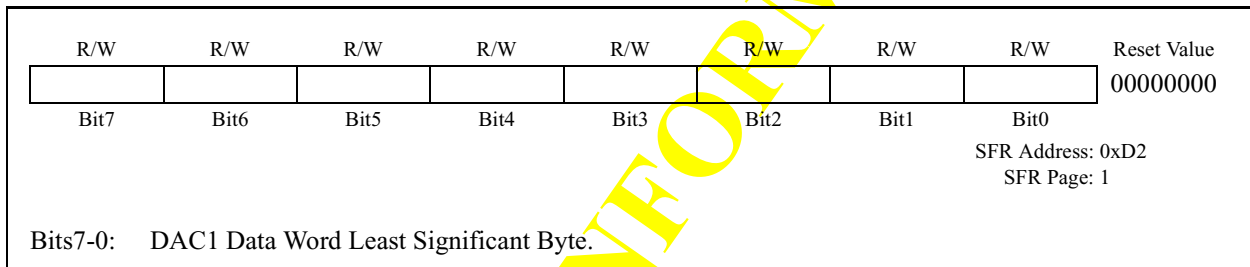 R/W R/W R/W R/W R/W R/W R/W R/W Reset Value
00000000
Bit7 Bit6 Bit5 Bit4 Bit3 Bit2 Bit1 Bit0
SFR Address: 0xD2
SFR Page: 1
Bits7-0: DAC1 Data Word Least Significant Byte.